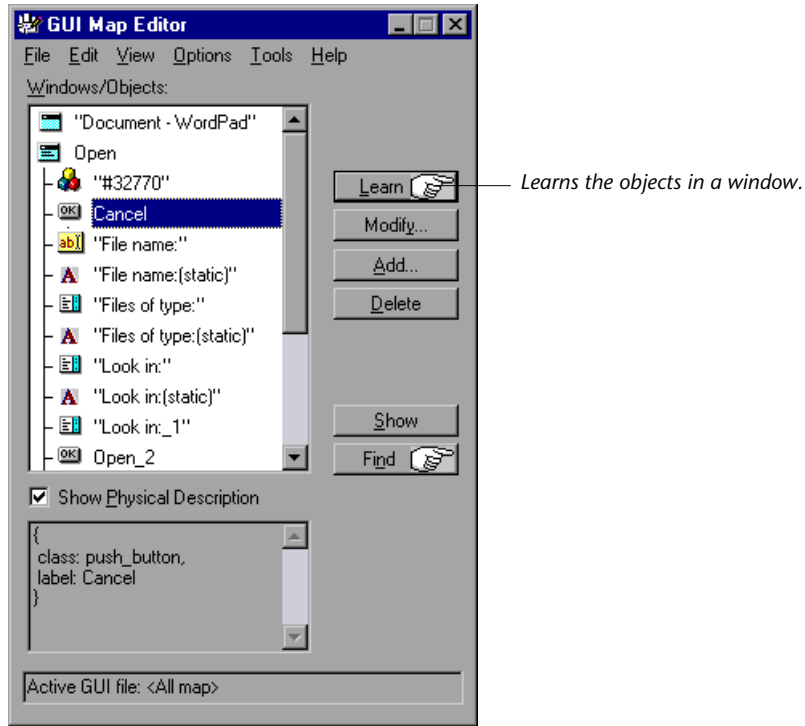 GUI Map Editor
File Edit View Options Tools Help
Windows/Objects:
"Document - WordPad"
Open
"#32770"
OK Cancel
ab "File name:"
A "File name:(static)"
"Files of type:"
A "Files of type:(static)"
"Look in:"
A "Look in:(static)"
"Look in:_1"
OK Open_2
Learn
Learns the objects in a window.
Modify...
Add...
Delete
Show
Find
Show Physical Description
{
class: push_button,
label: Cancel
}
Active GUI file: <All map>